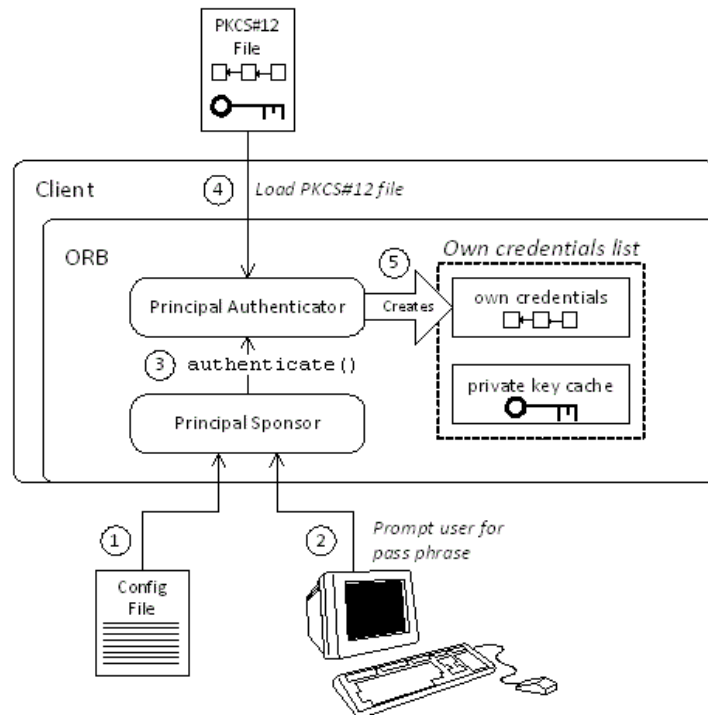 PKCS#12
File
Client
4
Load PKCS#12 file
ORB
Own credentials list
5
Principal Authenticator
Creates
own credentials
3
authenticate()
private key cache
Principal Sponsor
1
2
Prompt user for
pass phrase
Config
File